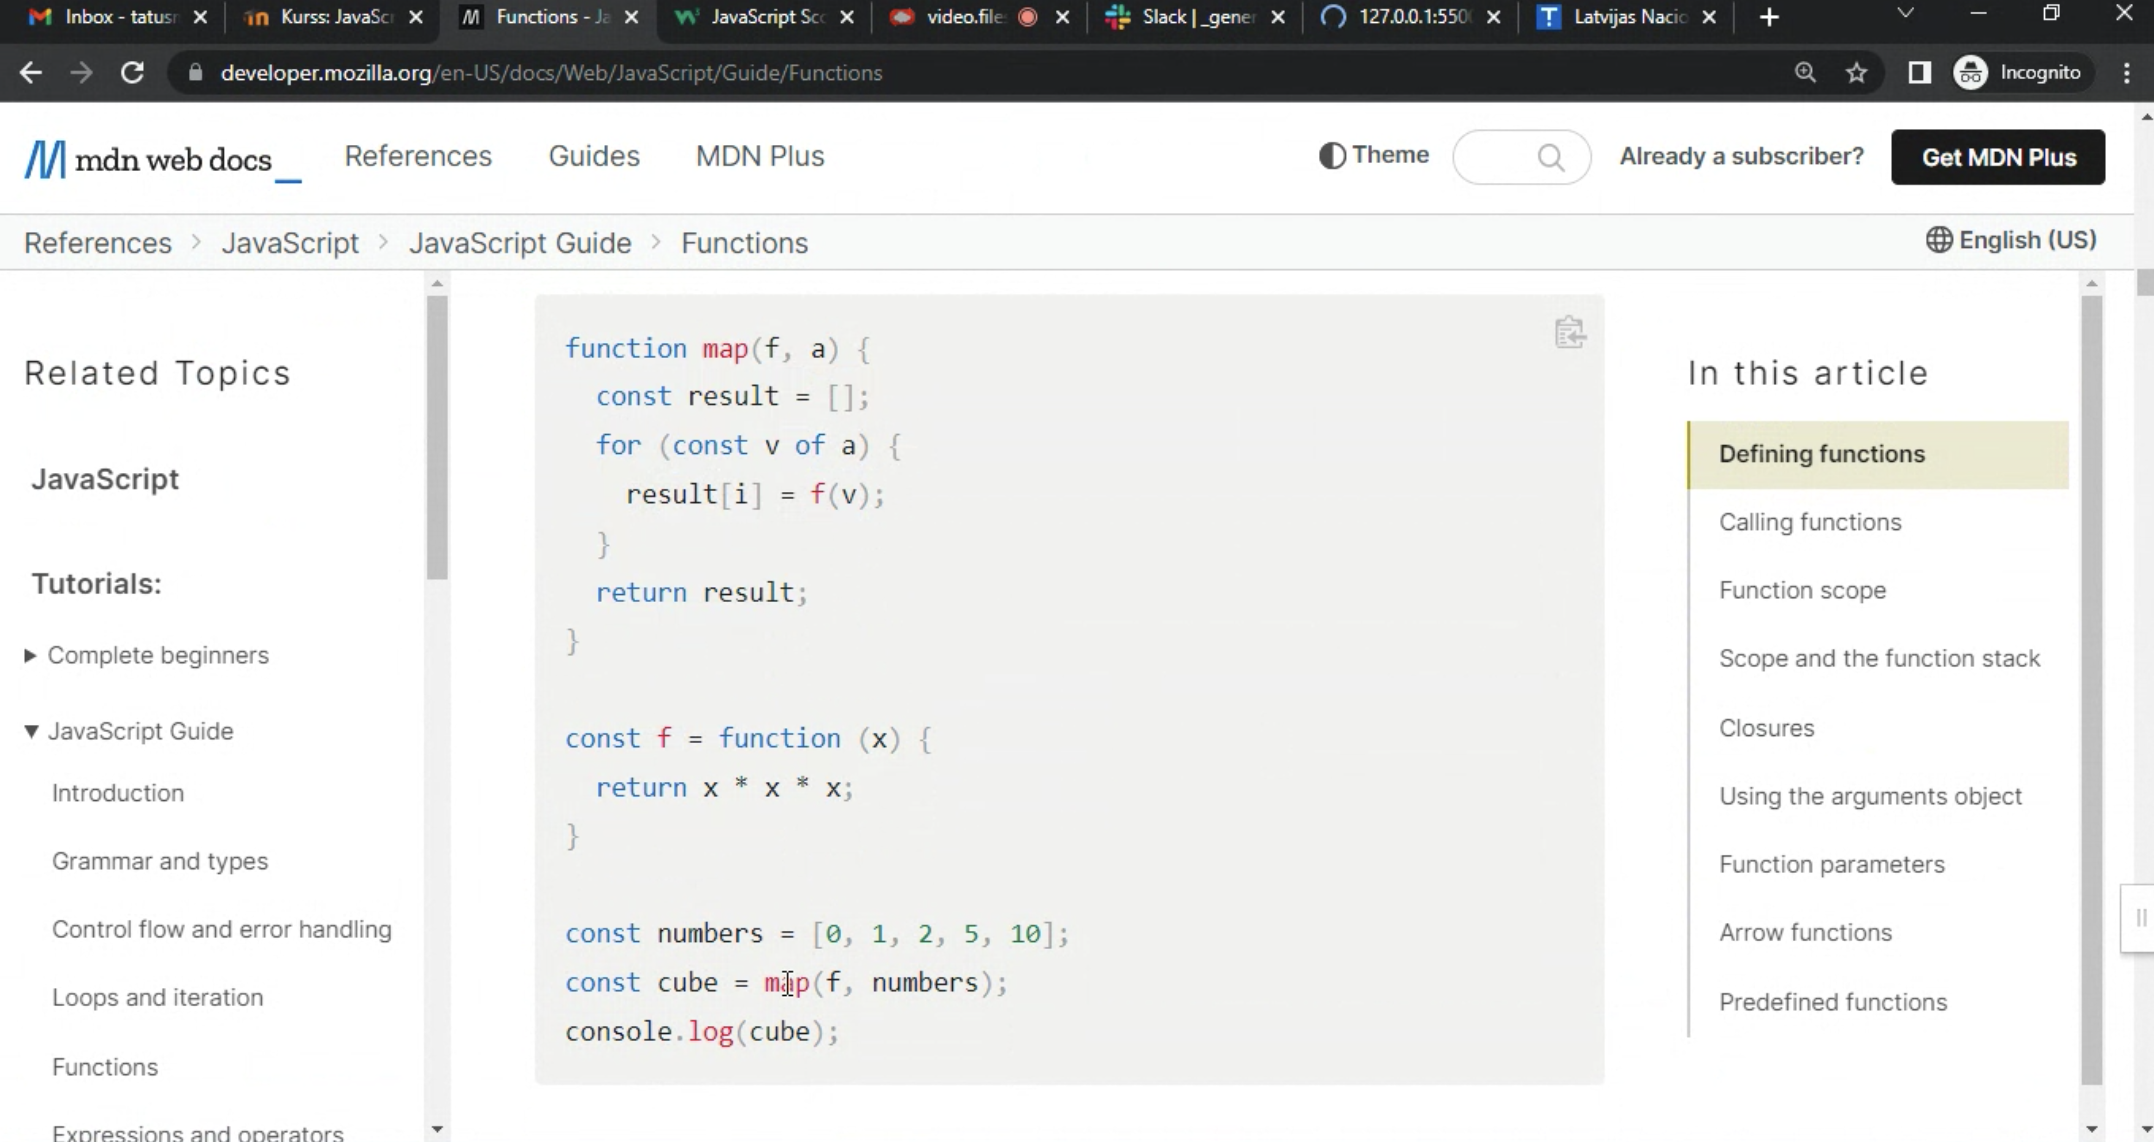 Inbox - tatusr
Kurss: JavaSc
Functions - Ja
JavaScript Sco
video.file
Slack | _gener
127.0.0.1:550
Latvijas Nacio
developer.mozilla.org/en-US/docs/Web/JavaScript/Guide/Functions
Incognito
mdn web docs_
References
Guides
MDN Plus
Theme
Already a subscriber?
Get MDN Plus
References > JavaScript > JavaScript Guide > Functions
English (US)
Related Topics
JavaScript
Tutorials:
Complete beginners
JavaScript Guide
Introduction
Grammar and types
Control flow and error handling
Loops and iteration
Functions
Expressions and operators
function map(f, a) {
  const result = [];
  for (const v of a) {
    result[i] = f(v);
  }
  return result;
}
const f = function (x) {
  return x * x * x;
}
const numbers = [0, 1, 2, 5, 10];
const cube = map(f, numbers);
console.log(cube);
In this article
Defining functions
Calling functions
Function scope
Scope and the function stack
Closures
Using the arguments object
Function parameters
Arrow functions
Predefined functions